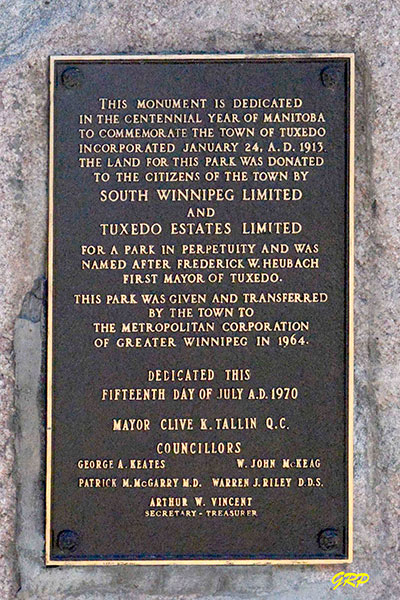 THIS MONUMENT IS DEDICATED
IN THE CENTENNIAL YEAR OF MANITOBA
TO COMMEMORATE THE TOWN OF TUXEDO
INCORPORATED JANUARY 24, A. D. 1913.
THE LAND FOR THIS PARK WAS DONATED
TO THE CITIZENS OF THE TOWN BY
SOUTH WINNIPEG LIMITED
AND
TUXEDO ESTATES LIMITED
FOR A PARK IN PERPETUITY AND WAS
NAMED AFTER FREDERICK W. HEUBACH
FIRST MAYOR OF TUXEDO.
THIS PARK WAS GIVEN AND TRANSFERRED
BY THE TOWN TO
THE METROPOLITAN CORPORATION
OF GREATER WINNIPEG IN 1964.
DEDICATED THIS
FIFTEENTH DAY OF JULY A.D. 1970
MAYOR CLIVE K. TALLIN Q.C.
COUNCILLORS
GEORGE A. KEATES W. JOHN MCKEAG
PATRICK M. MCGARRY M.D. WARREN J. RILEY D.D.S.
ARTHUR W. VINCENT
SECRETARY - TREASURER
GRP